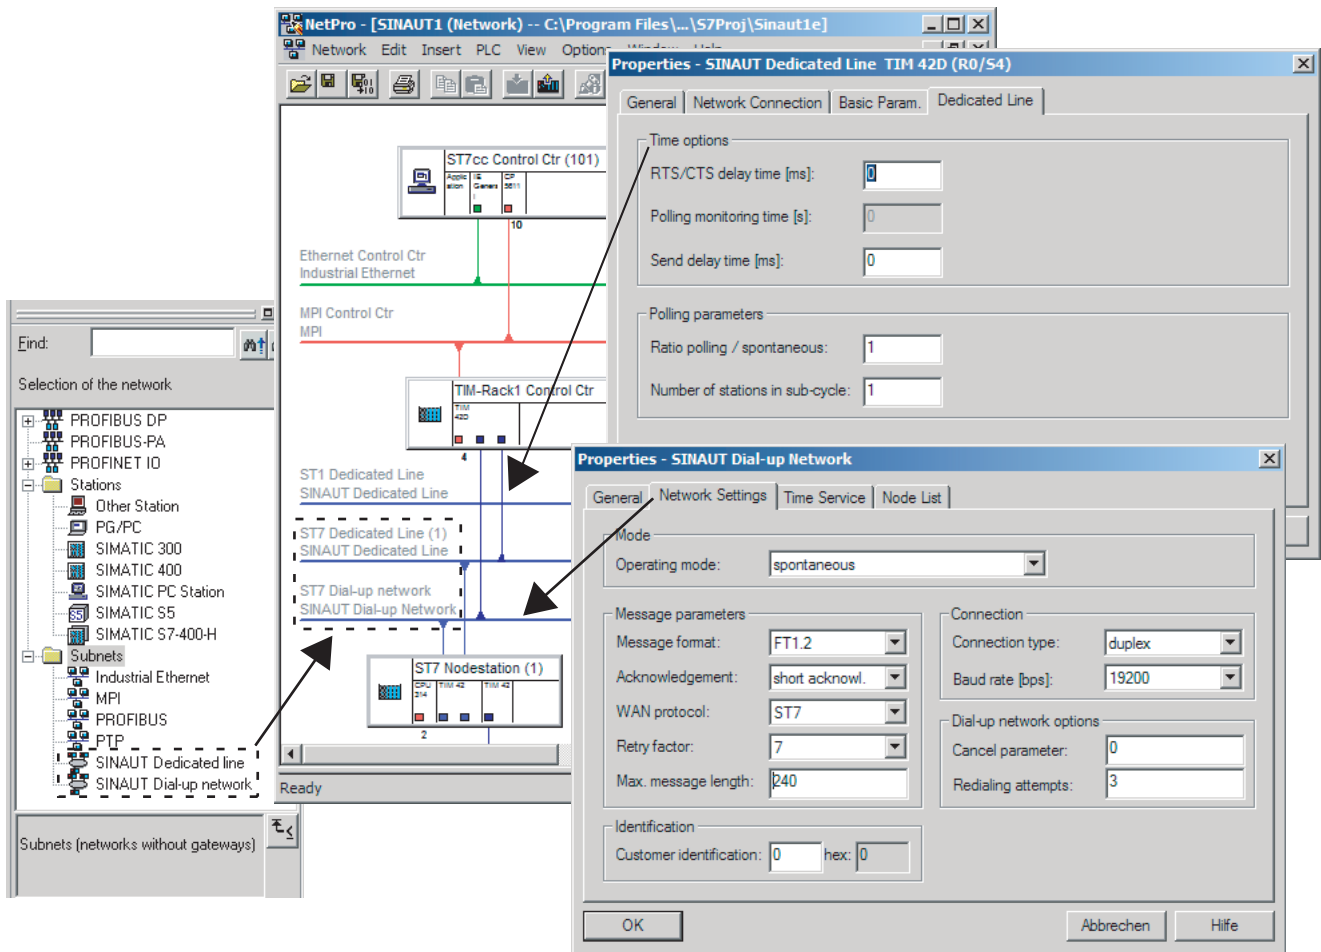 NetPro - [SINAUT1 (Network) -- C:\Program Files\...\S7Proj\Sinaut1e]
Network Edit Insert PLC View Options
ST7cc Control Ctr (101)
Applic
ation
IE
Genera
l
CP
5611
10
Ethernet Control Ctr
Industrial Ethernet
MPI Control Ctr
MPI
TIM-Rack1 Control Ctr
TIM
42D
4
ST1 Dedicated Line
SINAUT Dedicated Line
ST7 Dedicated Line (1)
SINAUT Dedicated Line
ST7 Dial-up network
SINAUT Dial-up Network
ST7 Nodestation (1)
CPU
314
TIM 42
TIM 42
2
Ready
Find:
Selection of the network
PROFIBUS DP
PROFIBUS-PA
PROFINET IO
Stations
Other Station
PG/PC
SIMATIC 300
SIMATIC 400
SIMATIC PC Station
SIMATIC S5
SIMATIC S7-400-H
Subnets
Industrial Ethernet
MPI
PROFIBUS
PTP
SINAUT Dedicated line
SINAUT Dial-up network
Subnets (networks without gateways)
Properties - SINAUT Dedicated Line TIM 42D (R0/S4)
General Network Connection Basic Param. Dedicated Line
Time options
RTS/CTS delay time [ms]: 0
Polling monitoring time [s]: 0
Send delay time [ms]: 0
Polling parameters
Ratio polling / spontaneous: 1
Number of stations in sub-cycle: 1
Properties - SINAUT Dial-up Network
General Network Settings Time Service Node List
Mode
Operating mode: spontaneous
Message parameters
Message format: FT1.2
Acknowledgement: short acknowl.
WAN protocol: ST7
Retry factor: 7
Max. message length: 240
Connection
Connection type: duplex
Baud rate [bps]: 19200
Dial-up network options
Cancel parameter: 0
Redialing attempts: 3
Identification
Customer identification: 0 hex: 0
OK Abbrechen Hilfe